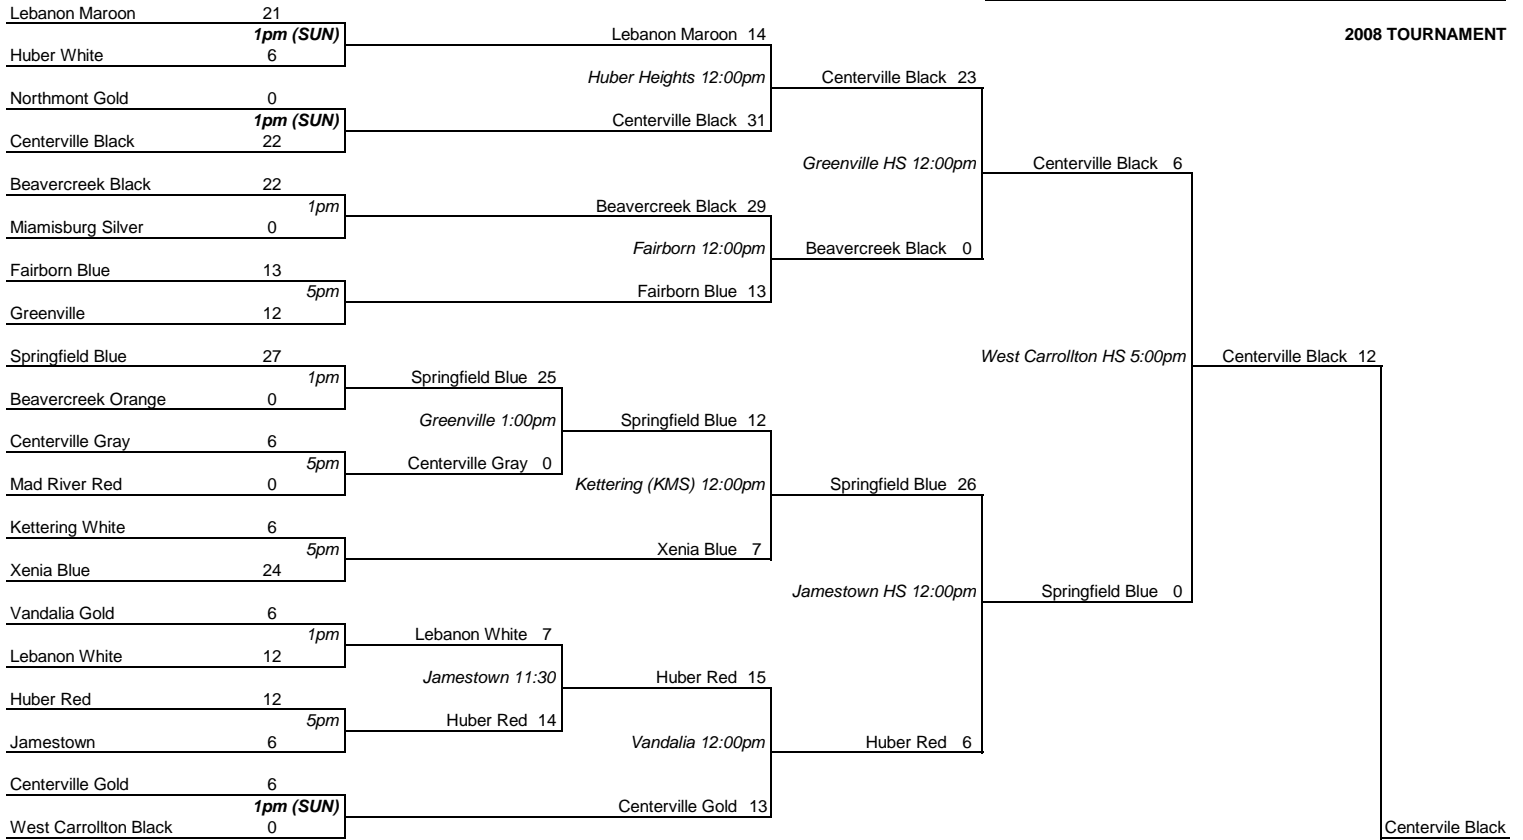 Lebanon Maroon 21
1pm (SUN)
Lebanon Maroon 14
2008 TOURNAMENT
Huber White 6
Huber Heights 12:00pm
Centerville Black 23
Northmont Gold 0
1pm (SUN)
Centerville Black 31
Centerville Black 22
Greenville HS 12:00pm
Centerville Black 6
Beavercreek Black 22
1pm
Beavercreek Black 29
Miamisburg Silver 0
Fairborn 12:00pm
Beavercreek Black 0
Fairborn Blue 13
5pm
Fairborn Blue 13
Greenville 12
Springfield Blue 27
West Carrollton HS 5:00pm
Centerville Black 12
1pm
Springfield Blue 25
Beavercreek Orange 0
Greenville 1:00pm
Springfield Blue 12
Centerville Gray 6
5pm
Centerville Gray 0
Mad River Red 0
Kettering (KMS) 12:00pm
Springfield Blue 26
Kettering White 6
5pm
Xenia Blue 7
Xenia Blue 24
Jamestown HS 12:00pm
Springfield Blue 0
Vandalia Gold 6
1pm
Lebanon White 7
Lebanon White 12
Jamestown 11:30
Huber Red 15
Huber Red 12
5pm
Huber Red 14
Jamestown 6
Vandalia 12:00pm
Huber Red 6
Centerville Gold 6
1pm (SUN)
Centerville Gold 13
West Carrollton Black 0
Centervile Black